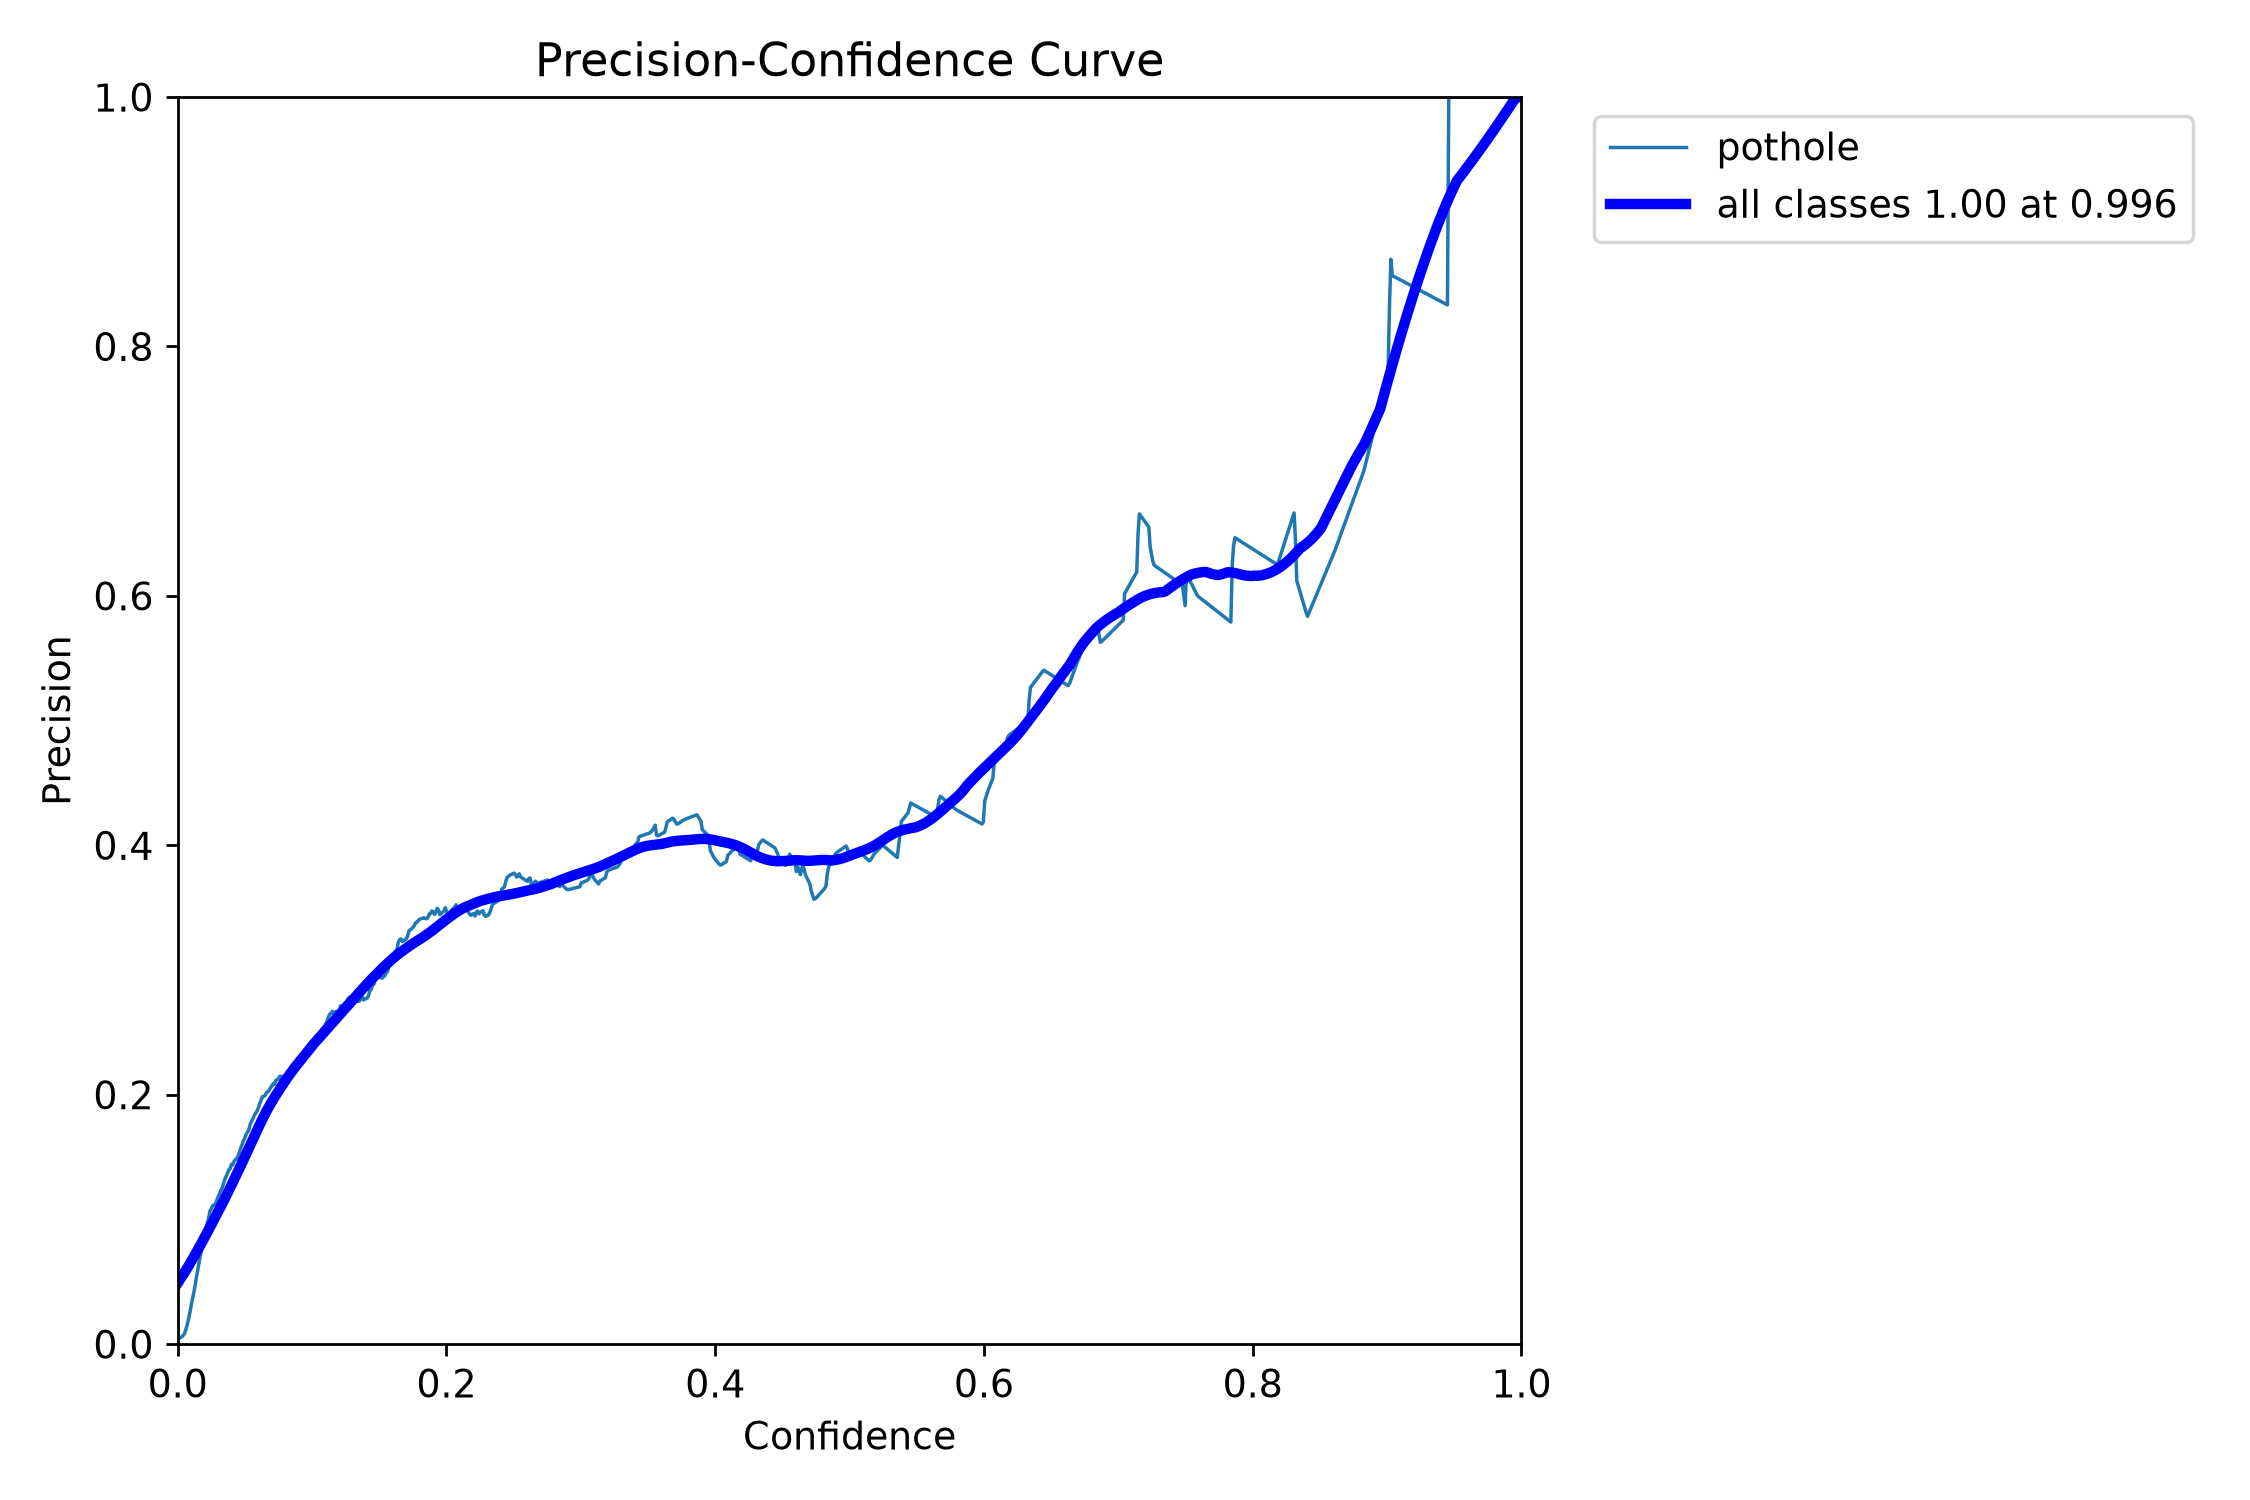 Precision-Confidence Curve
pothole
all classes 1.00 at 0.996
1.0
0.8
0.6
0.4
0.2
0.0
Precision
0.0 0.2 0.4 0.6 0.8 1.0
Confidence